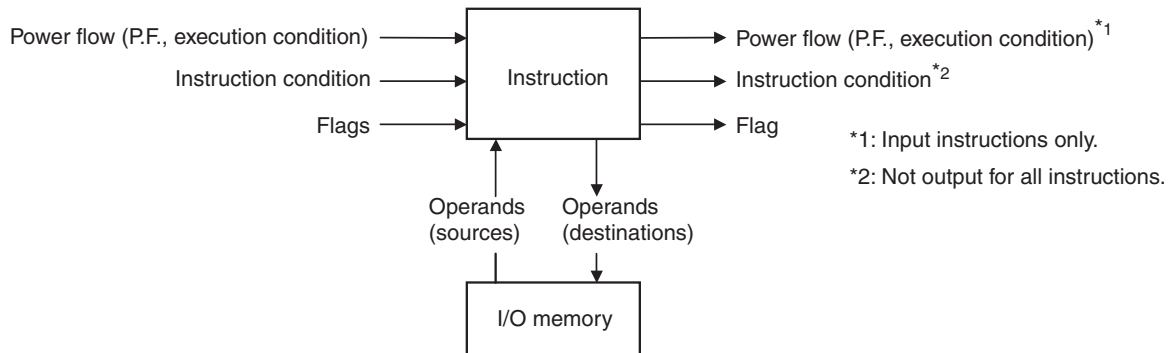 Power flow (P.F., execution condition)
Instruction condition
Flags
Instruction
Power flow (P.F., execution condition)*1
Instruction condition*2
Flag
*1: Input instructions only.
*2: Not output for all instructions.
Operands
(sources)
Operands
(destinations)
I/O memory